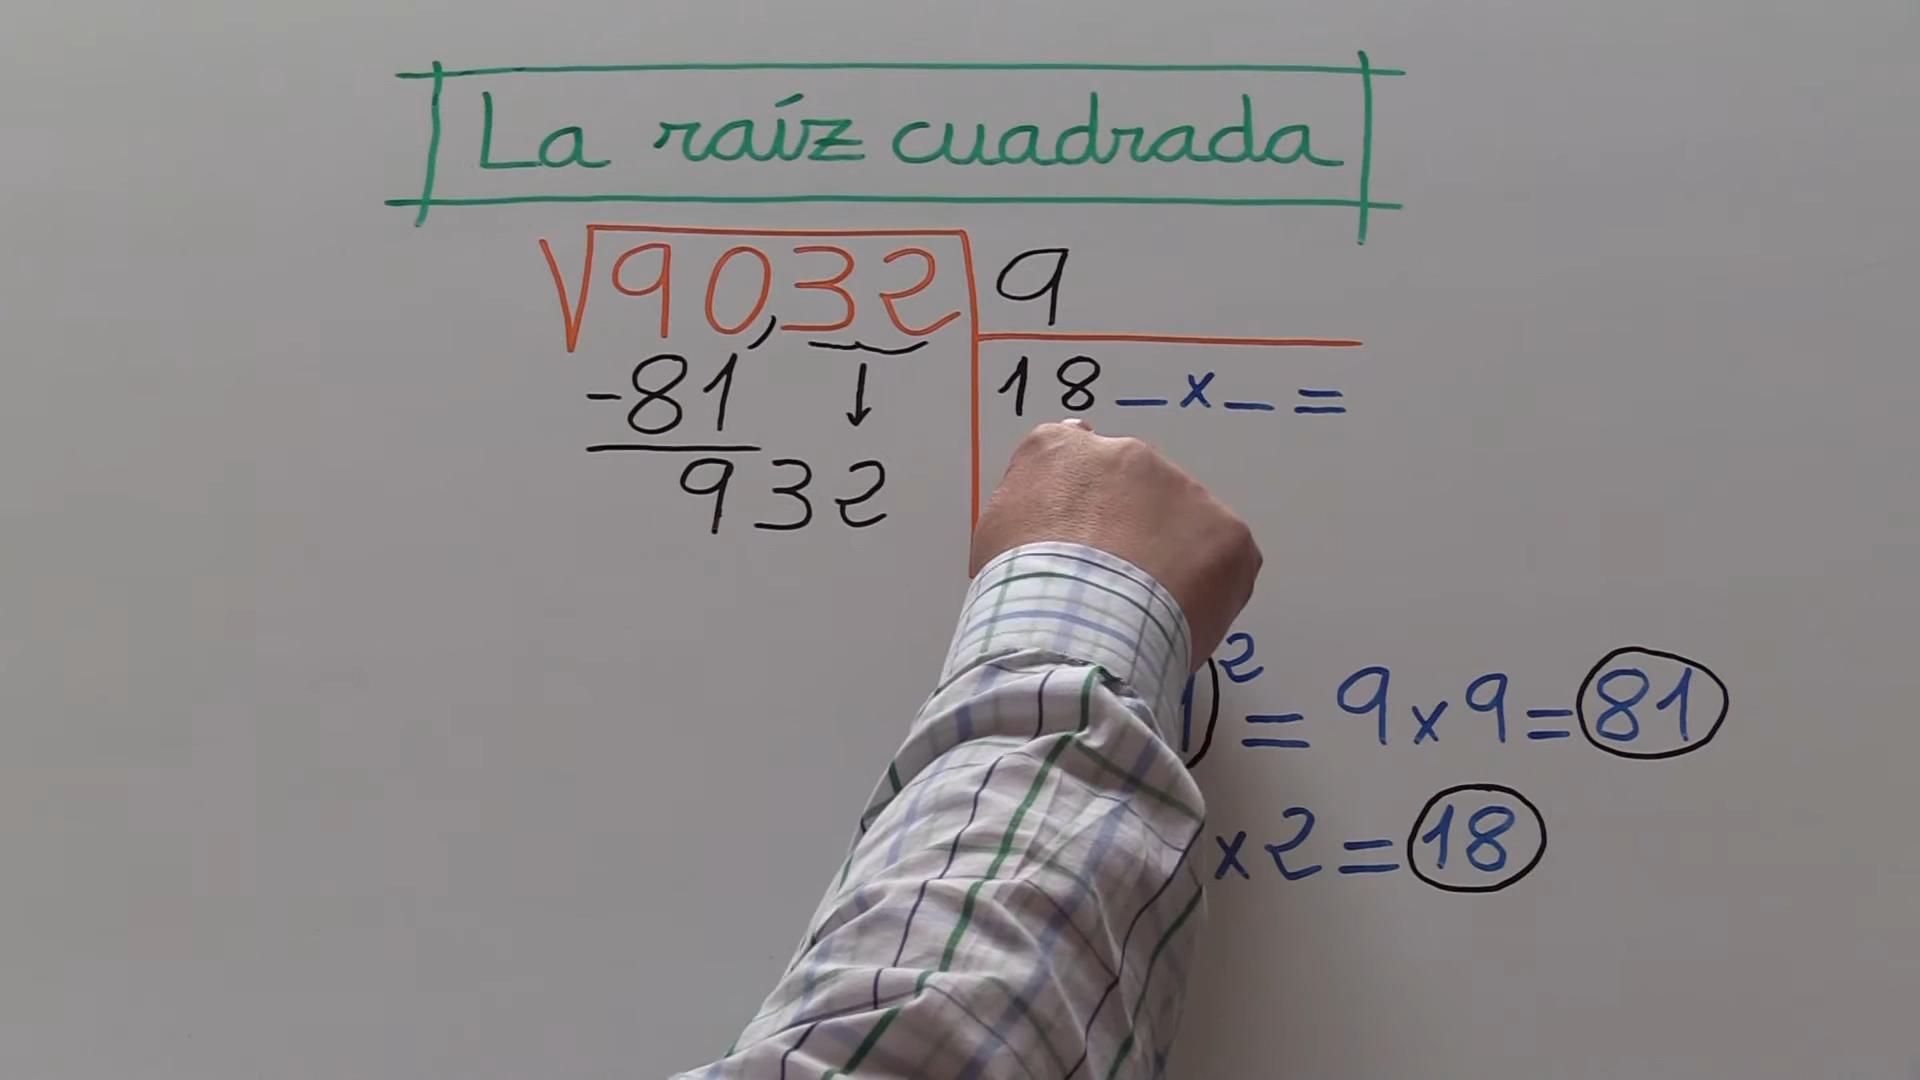 La raíz cuadrada
√90,32 9
-81 18_x_=
932
² = 9x9=81
x2=18